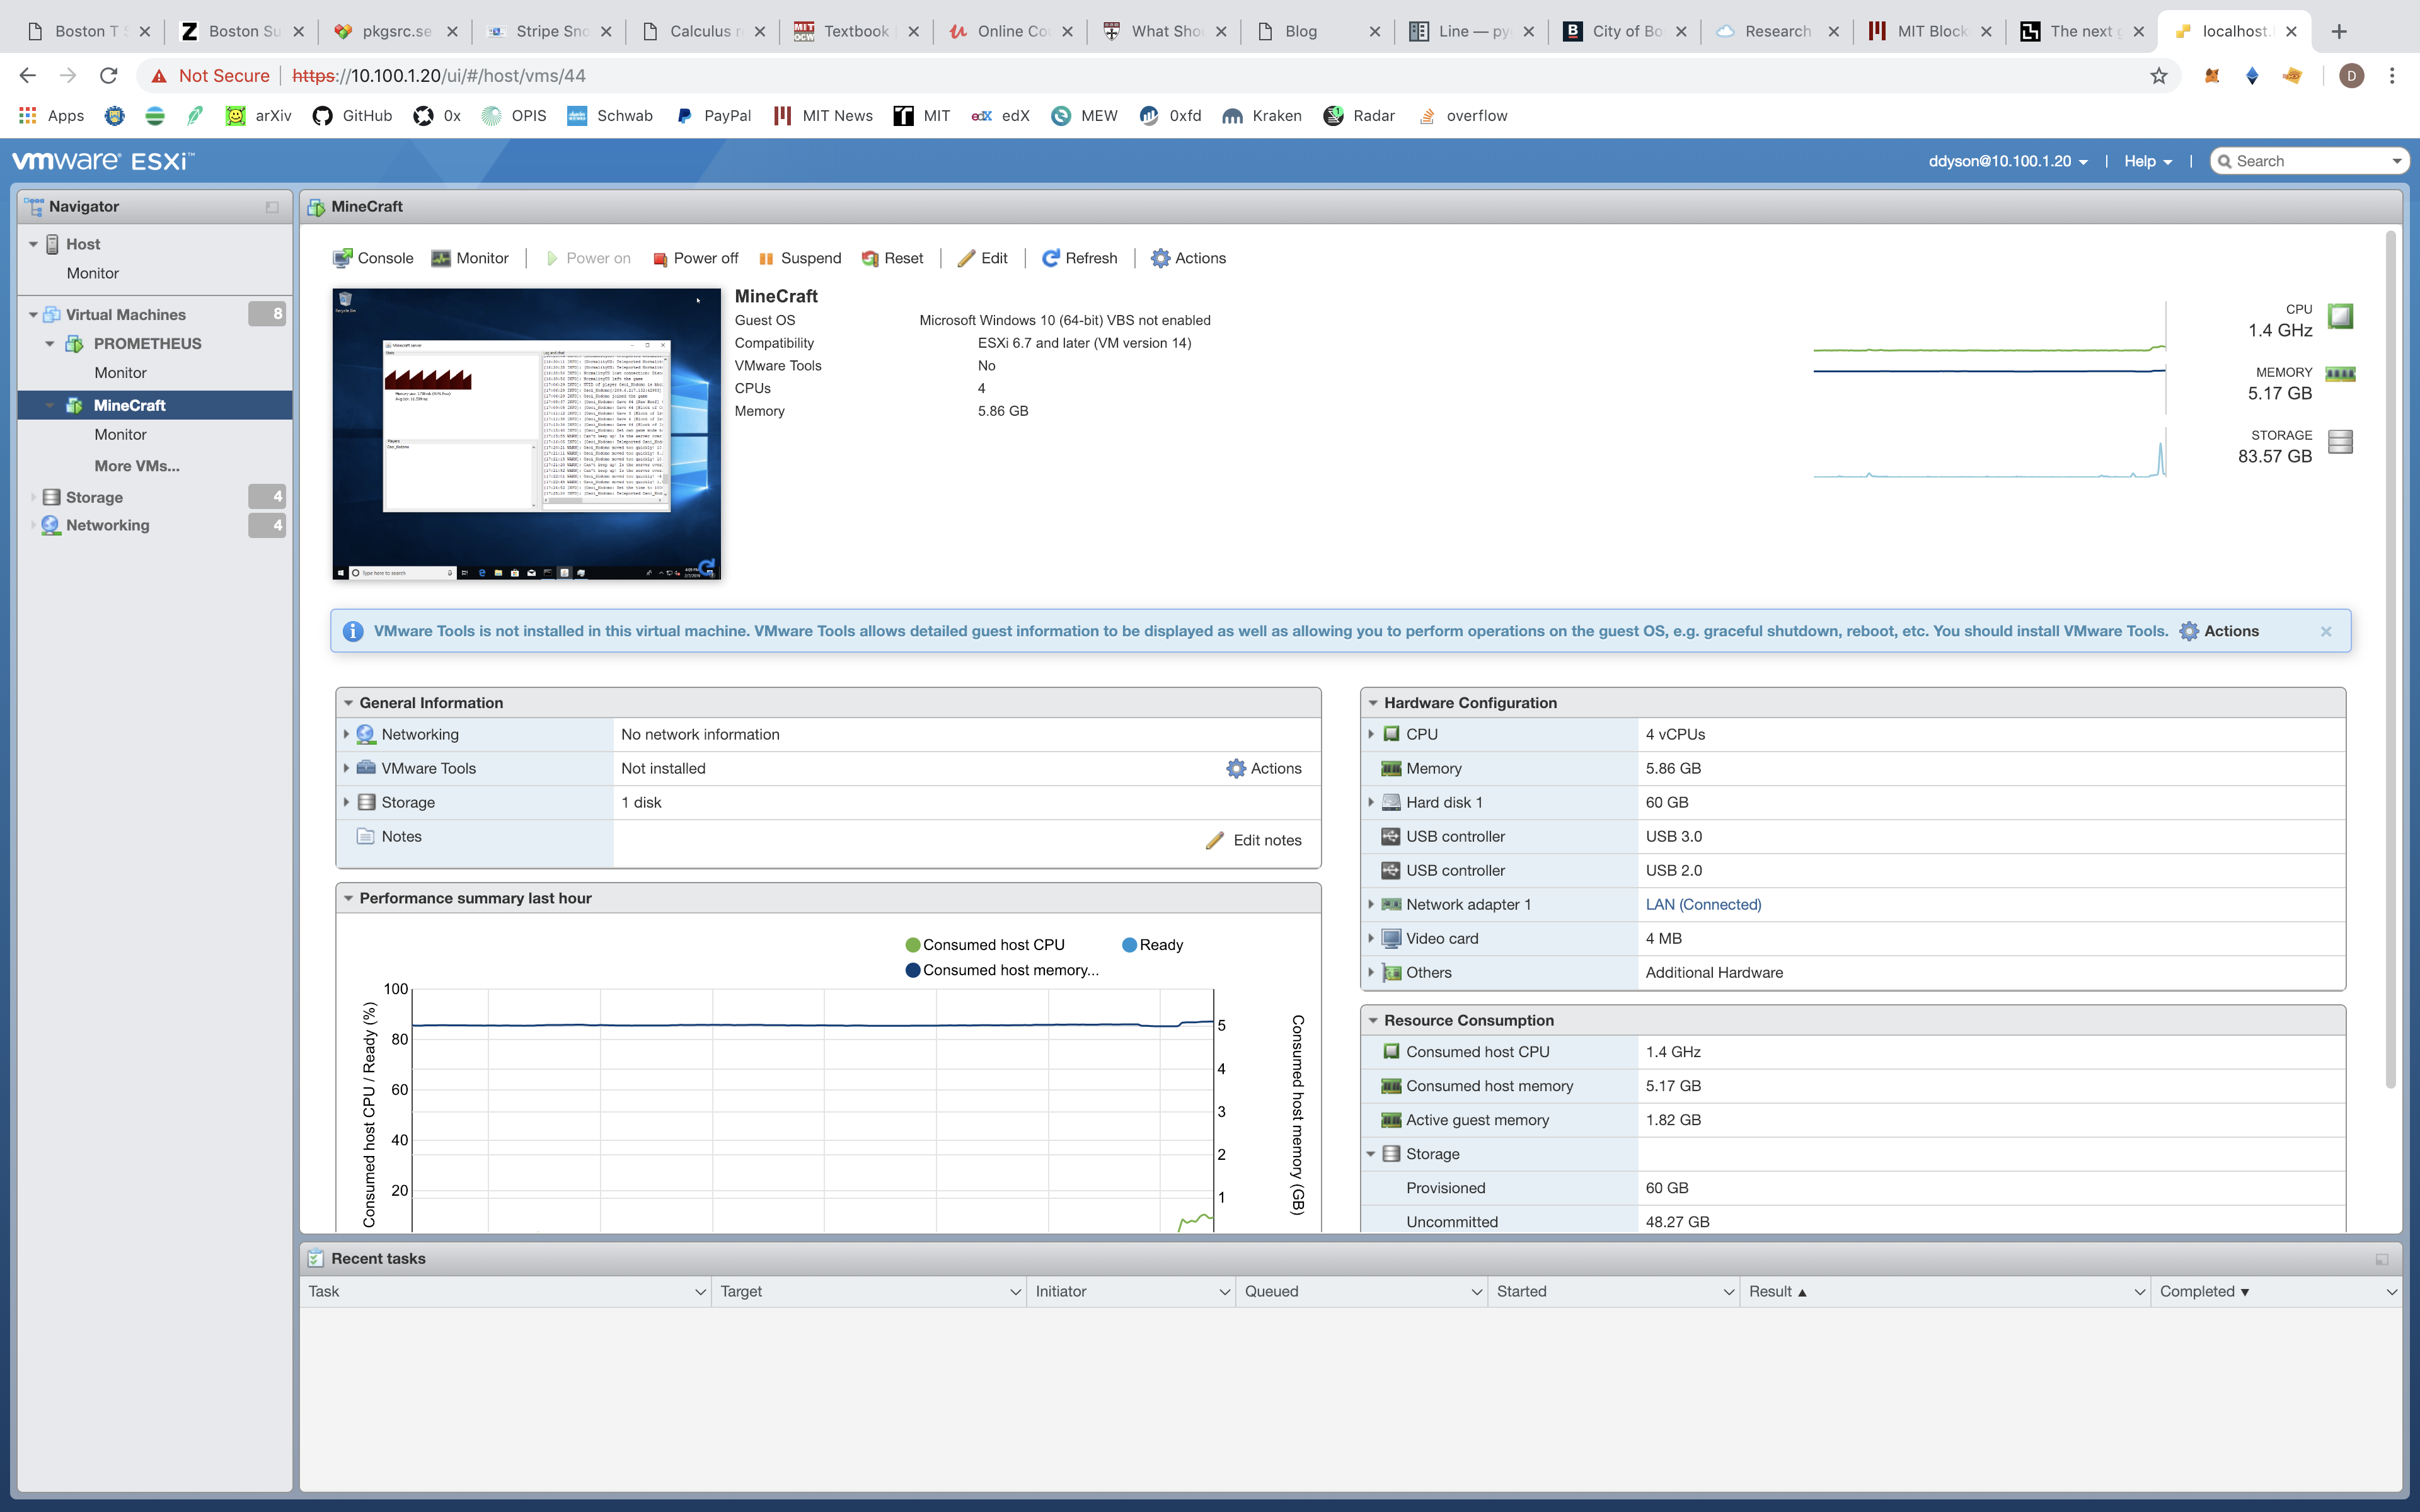 Boston T S
Boston Su
pkgsrc.se
Stripe Sno
Calculus r
Textbook
Online Co
What Shou
Blog
Line — py
City of Bo
Research
MIT Block
The next g
localhost.
Not Secure
https://10.100.1.20/ui/#/host/vms/44
D
Apps
arXiv
GitHub
0x
OPIS
Schwab
PayPal
MIT News
MIT
edX
MEW
0xfd
Kraken
Radar
overflow
vmware ESXi™
ddyson@10.100.1.20
Help
Search
Navigator
Host
Monitor
Virtual Machines 8
PROMETHEUS
Monitor
MineCraft
Monitor
More VMs...
Storage 4
Networking 4
MineCraft
Console Monitor Power on Power off Suspend Reset Edit Refresh Actions
MineCraft
Guest OS Microsoft Windows 10 (64-bit) VBS not enabled
Compatibility ESXi 6.7 and later (VM version 14)
VMware Tools No
CPUs 4
Memory 5.86 GB
CPU
1.4 GHz
MEMORY
5.17 GB
STORAGE
83.57 GB
Recycle Bin
Minecraft server
Type here to search
VMware Tools is not installed in this virtual machine. VMware Tools allows detailed guest information to be displayed as well as allowing you to perform operations on the guest OS, e.g. graceful shutdown, reboot, etc. You should install VMware Tools. Actions
General Information
Networking No network information
VMware Tools Not installed Actions
Storage 1 disk
Notes Edit notes
Performance summary last hour
Consumed host CPU Ready
Consumed host memory...
Consumed host CPU / Ready (%)
100
80
60
40
20
5
4
3
2
1
Consumed host memory (GB)
Hardware Configuration
CPU 4 vCPUs
Memory 5.86 GB
Hard disk 1 60 GB
USB controller USB 3.0
USB controller USB 2.0
Network adapter 1 LAN (Connected)
Video card 4 MB
Others Additional Hardware
Resource Consumption
Consumed host CPU 1.4 GHz
Consumed host memory 5.17 GB
Active guest memory 1.82 GB
Storage
Provisioned 60 GB
Uncommitted 48.27 GB
Recent tasks
Task Target Initiator Queued Started Result ▲ Completed ▼